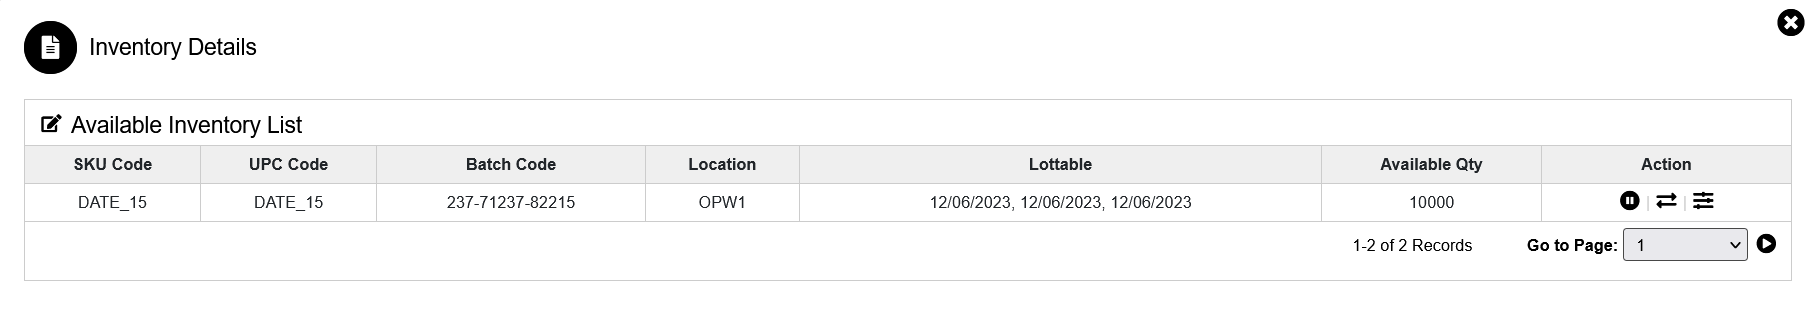 Inventory Details
Available Inventory List
SKU Code UPC Code Batch Code Location Lottable Available Qty Action
DATE_15 DATE_15 237-71237-82215 OPW1 12/06/2023, 12/06/2023, 12/06/2023 10000
1-2 of 2 Records Go to Page: 1